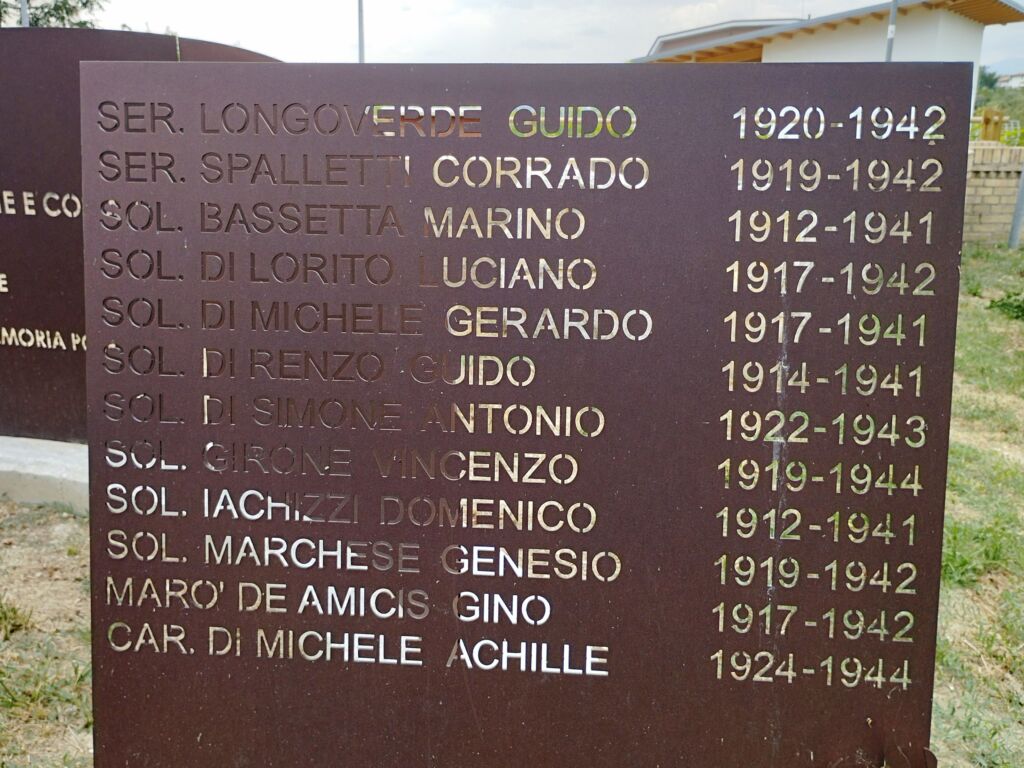 SER. LONGOVERDE GUIDO 1920-1942
SER. SPALLETTI CORRADO 1919-1942
SOL. BASSETTA MARINO 1912-1941
SOL. DI LORITO LUCIANO 1917-1942
SOL. DI MICHELE GERARDO 1917-1941
SOL. DI RENZO GUIDO 1914-1941
SOL. DI SIMONE ANTONIO 1922-1943
SOL. GIRONE VINCENZO 1919-1944
SOL. IACHIZZI DOMENICO 1912-1941
SOL. MARCHESE GENESIO 1919-1942
MARO' DE AMICIS GINO 1917-1942
CAR. DI MICHELE ACHILLE 1924-1944
E CO
MORIA